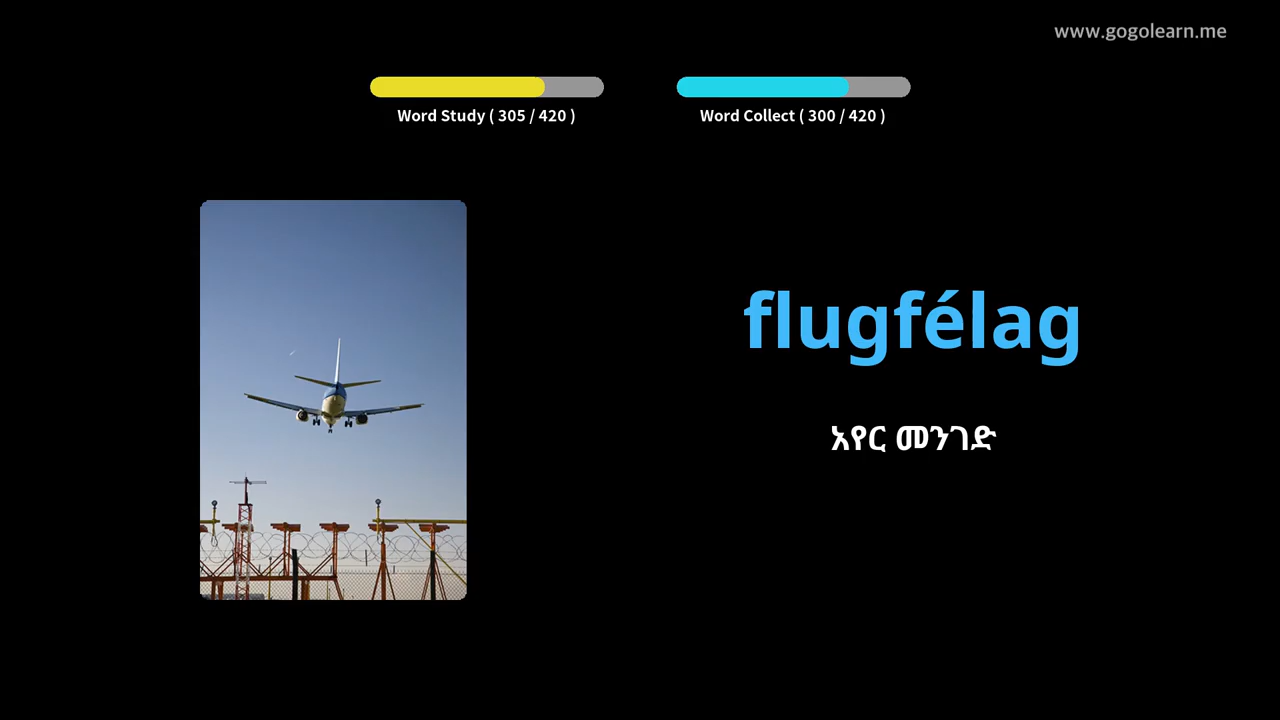 www.gogolearn.me
Word Study ( 305 / 420 )
Word Collect ( 300 / 420 )
flugfélag
አየር መንገድ